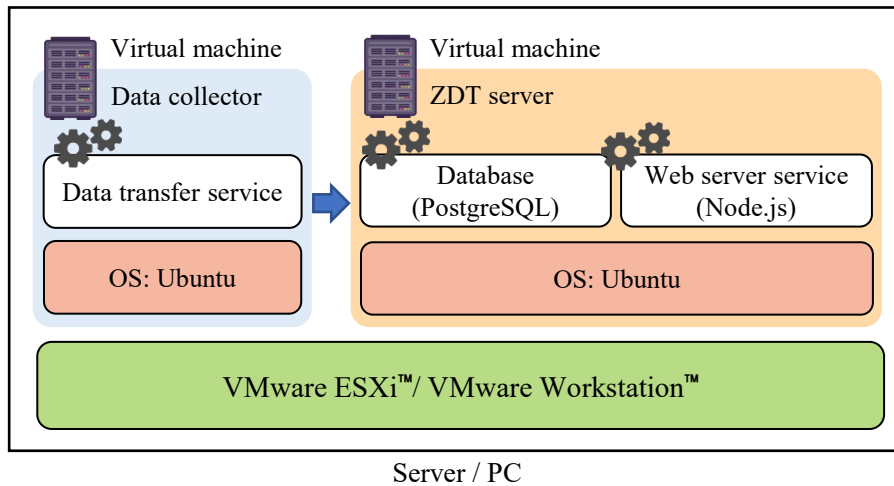 Virtual machine
Data collector
Data transfer service
OS: Ubuntu
Virtual machine
ZDT server
Database
(PostgreSQL)
Web server service
(Node.js)
OS: Ubuntu
VMware ESXi™/ VMware Workstation™
Server / PC